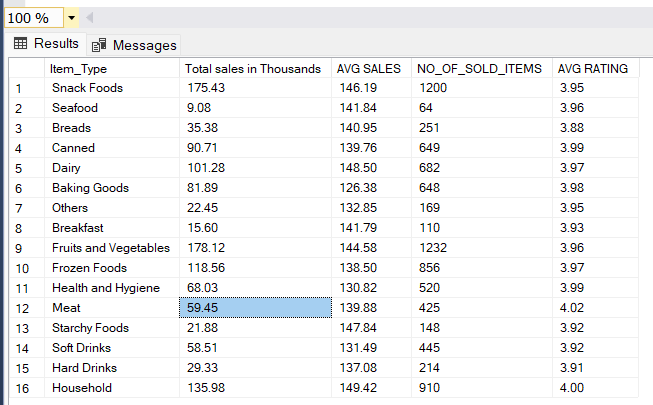 100 %
Results Messages
Item_Type Total sales in Thousands AVG SALES NO_OF_SOLD_ITEMS AVG RATING
1 Snack Foods 175.43 146.19 1200 3.95
2 Seafood 9.08 141.84 64 3.96
3 Breads 35.38 140.95 251 3.88
4 Canned 90.71 139.76 649 3.99
5 Dairy 101.28 148.50 682 3.97
6 Baking Goods 81.89 126.38 648 3.98
7 Others 22.45 132.85 169 3.95
8 Breakfast 15.60 141.79 110 3.93
9 Fruits and Vegetables 178.12 144.58 1232 3.96
10 Frozen Foods 118.56 138.50 856 3.97
11 Health and Hygiene 68.03 130.82 520 3.99
12 Meat 59.45 139.88 425 4.02
13 Starchy Foods 21.88 147.84 148 3.92
14 Soft Drinks 58.51 131.49 445 3.92
15 Hard Drinks 29.33 137.08 214 3.91
16 Household 135.98 149.42 910 4.00